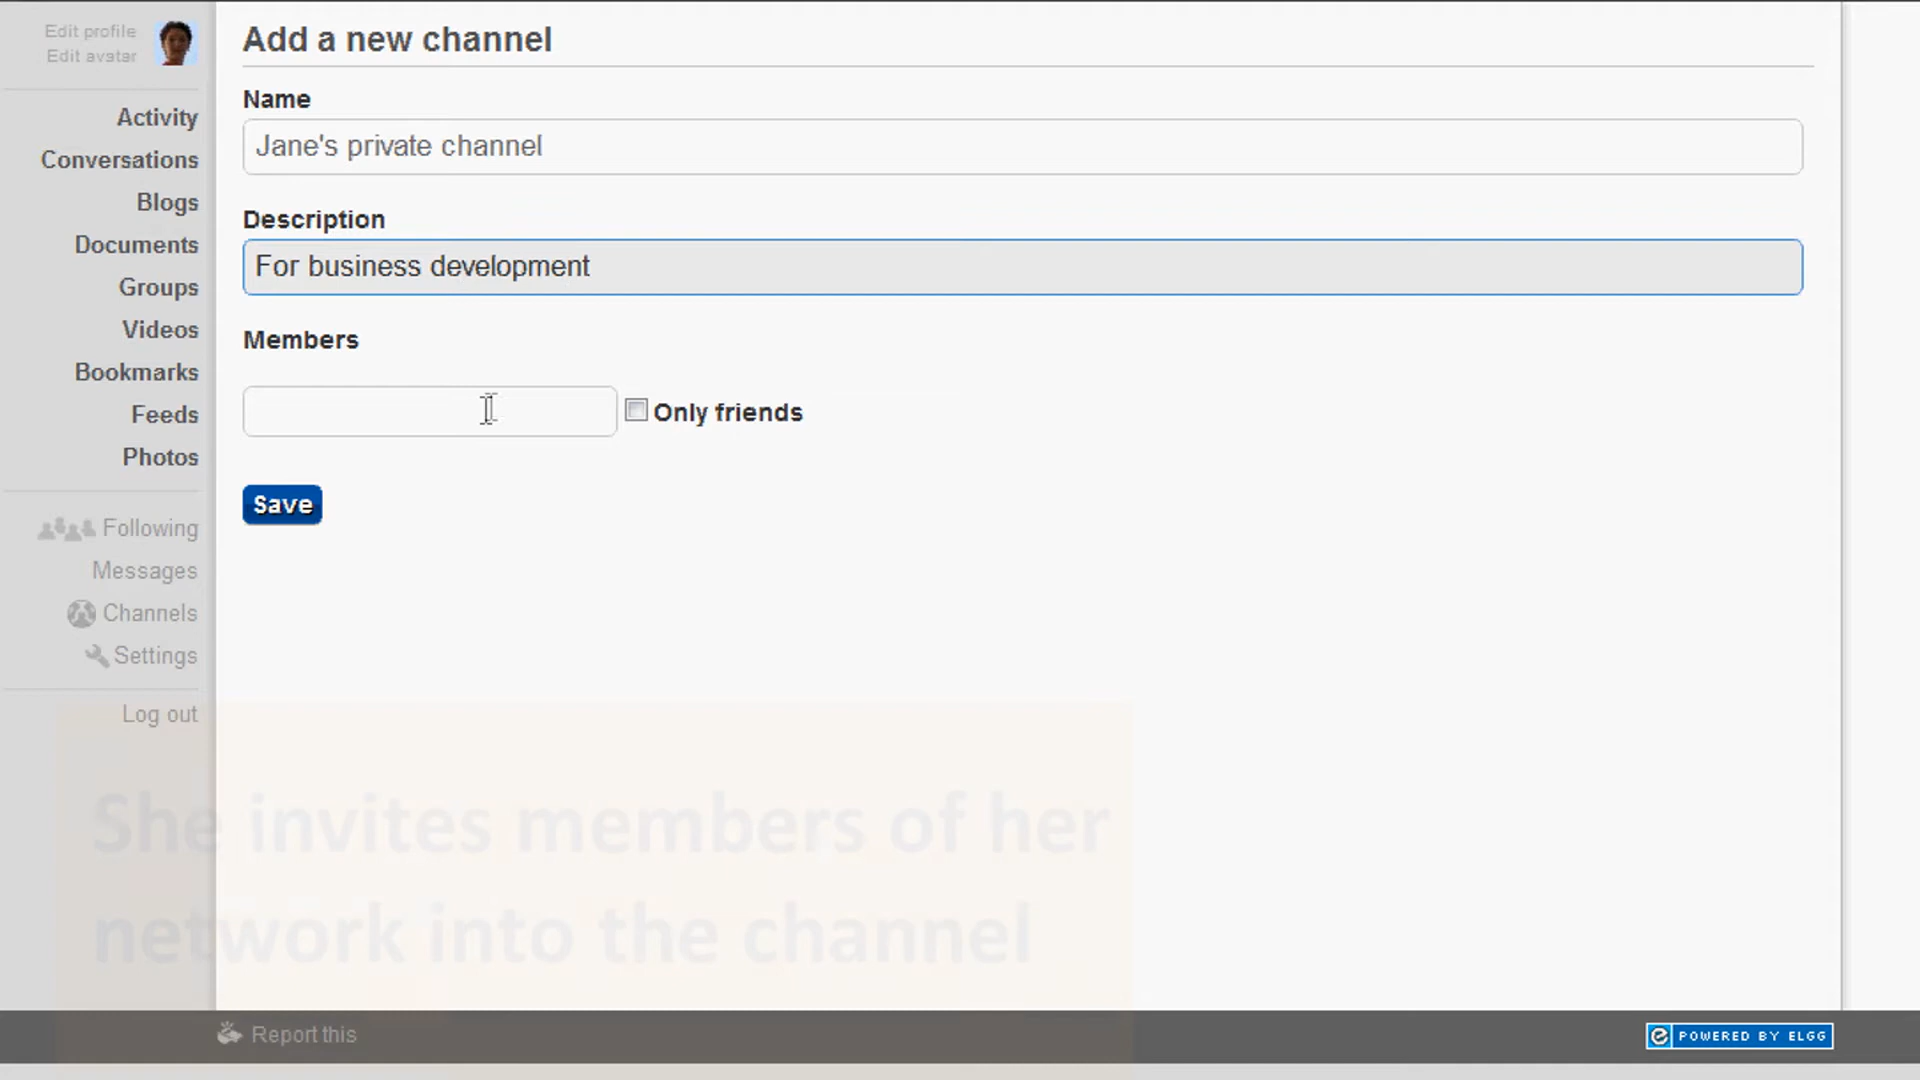 Edit profile
Edit avatar
Activity
Conversations
Blogs
Documents
Groups
Videos
Bookmarks
Feeds
Photos
Following
Messages
Channels
Settings
Log out
Add a new channel
Name
Jane's private channel
Description
For business development
Members
Only friends
Save
She invites members of her
network into the channel
Report this
POWERED BY ELGG